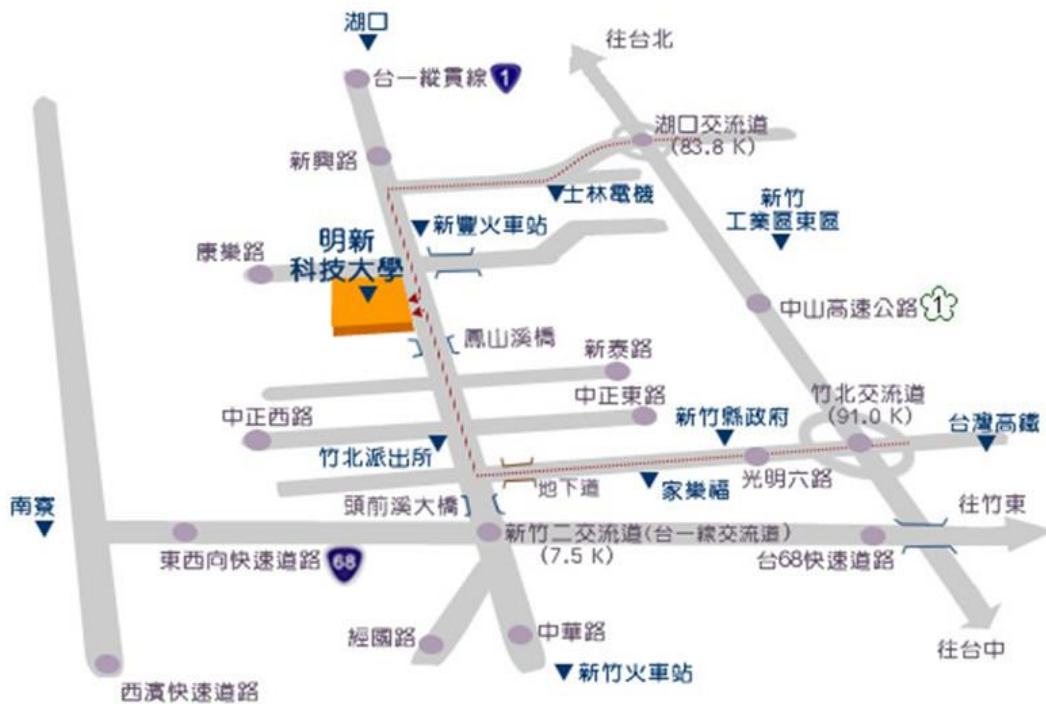 湖口
往台北
台一縱貫線 1
湖口交流道
(83.8 K)
新興路
士林電機
新竹
工業區東區
新豐火車站
明新
科技大學
康樂路
中山高速公路 1
鳳山溪橋
新泰路
中正東路
竹北交流道
(91.0 K)
中正西路
新竹縣政府
台灣高鐵
竹北派出所
光明六路
家樂福
地下道
南寮
頭前溪大橋
往竹東
新竹二交流道(台一線交流道)
(7.5 K)
東西向快速道路 68
台68快速道路
經國路
中華路
往台中
新竹火車站
西濱快速道路